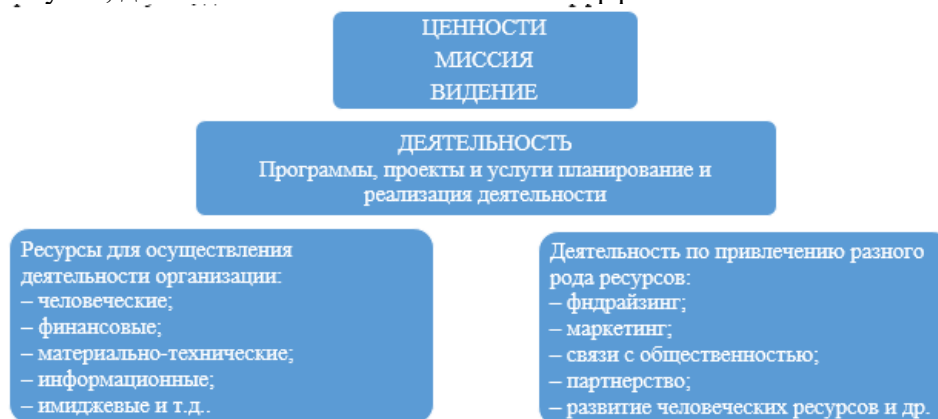 ЦЕННОСТИ
МИССИЯ
ВИДЕНИЕ
ДЕЯТЕЛЬНОСТЬ
Программы, проекты и услуги планирование и
реализация деятельности
Ресурсы для осуществления
деятельности организации:
– человеческие;
– финансовые;
– материально-технические;
– информационные;
– имиджевые и т.д..
Деятельность по привлечению разного
рода ресурсов:
– фндрайзинг;
– маркетинг;
– связи с общественностью;
– партнерство;
– развитие человеческих ресурсов и др.